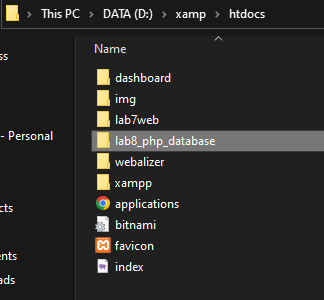 This PC > DATA (D:) > xamp > htdocs
Name
ss
dashboard
img
lab7web
- Personal
lab8_php_database
webalizer
xampp
cts
applications
bitnami
ents
favicon
ads
index